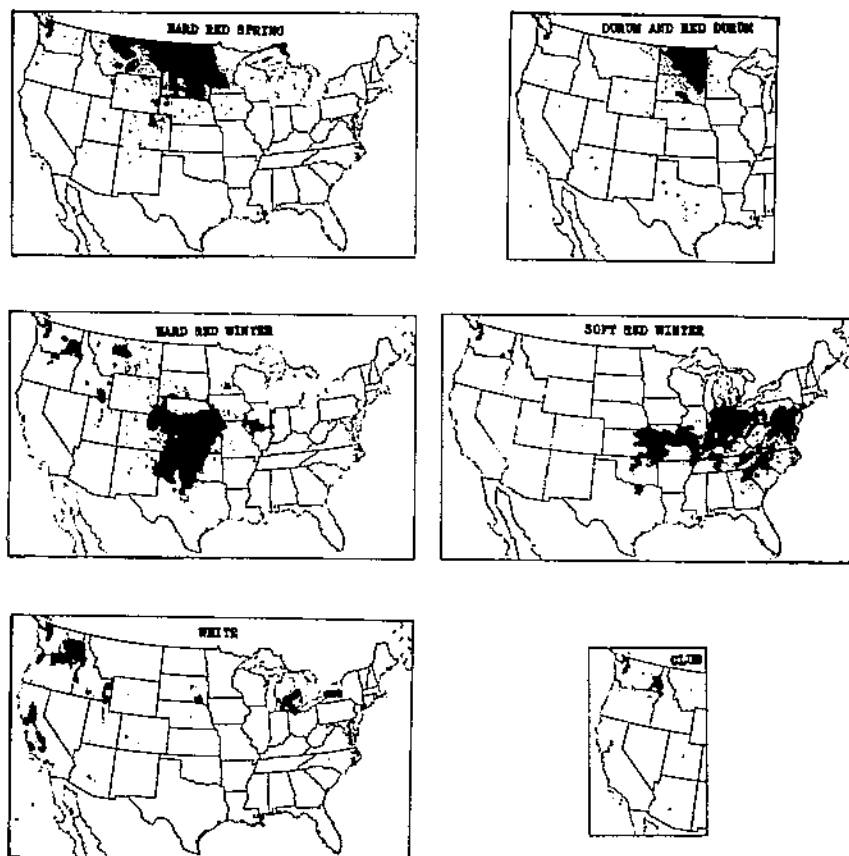 HARD RED SPRING
DURUM AND RED DURUM
HARD RED WINTER
SOFT RED WINTER
WHITE
CLUB